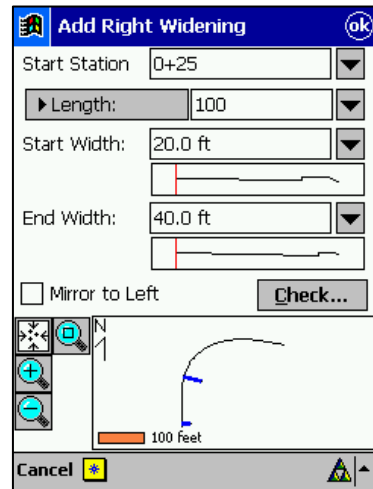 Add Right Widening ok
Start Station 0+25
Length: 100
Start Width: 20.0 ft
End Width: 40.0 ft
Mirror to Left Check...
N
100 feet
Cancel